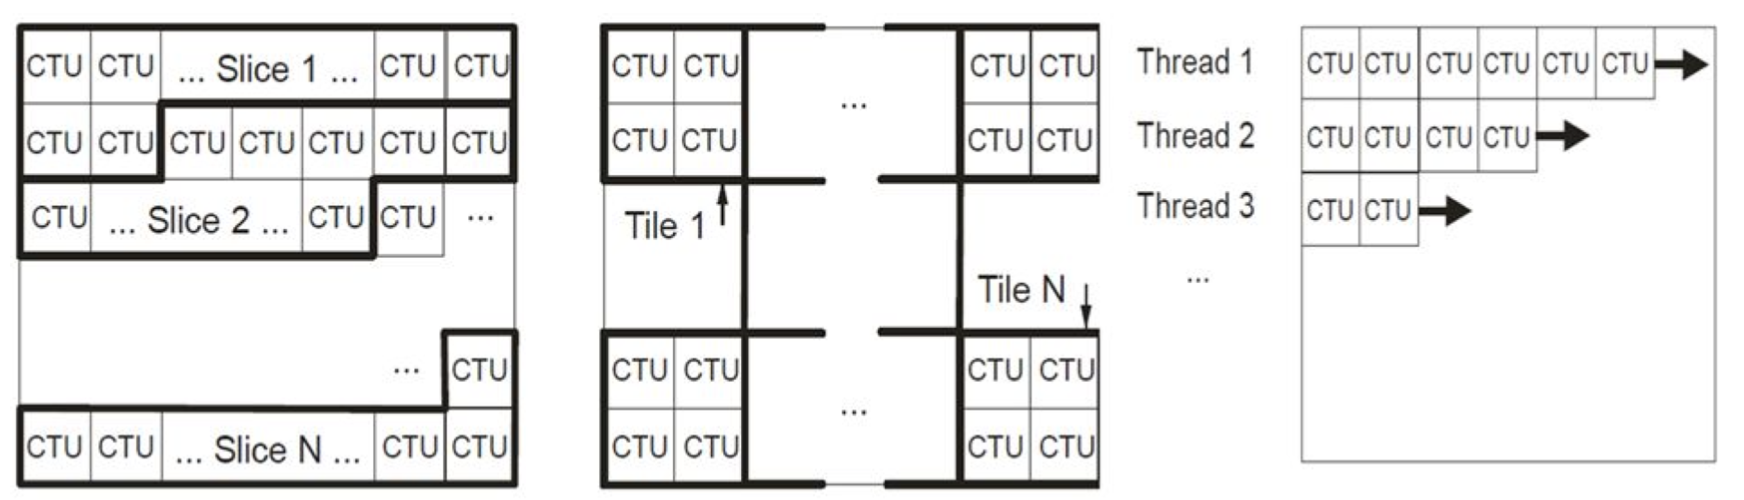 CTU CTU ... Slice 1 ... CTU CTU
CTU CTU CTU CTU CTU CTU CTU
CTU ... Slice 2 ... CTU CTU ...
... CTU
CTU CTU ... Slice N ... CTU CTU
CTU CTU ... CTU CTU
CTU CTU CTU CTU
Tile 1
Tile N
CTU CTU CTU CTU
...
CTU CTU CTU CTU
Thread 1 CTU CTU CTU CTU CTU CTU
Thread 2 CTU CTU CTU CTU
Thread 3 CTU CTU
...